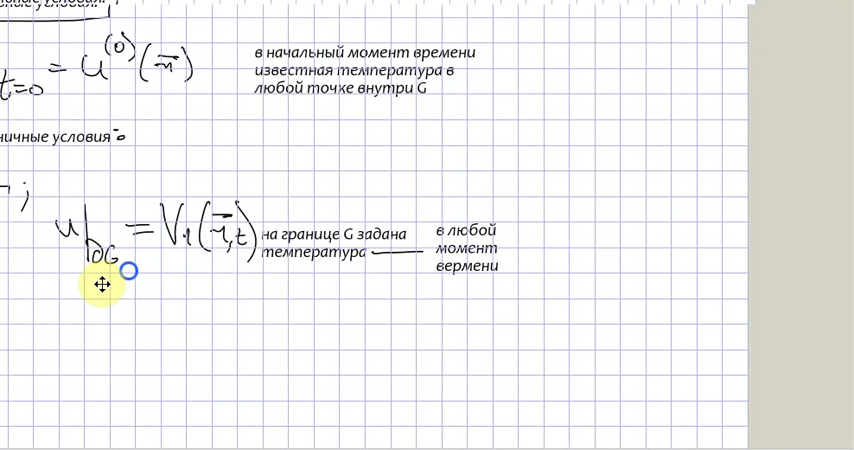 u⁽⁰⁾(r̅)
t=0 =
в начальный момент времени
известная температура в
любой точке внутри G
ничные условия:
;
u|∂G = V₁(r̅,t)
на границе G задана
температура
в любой
момент
вермени